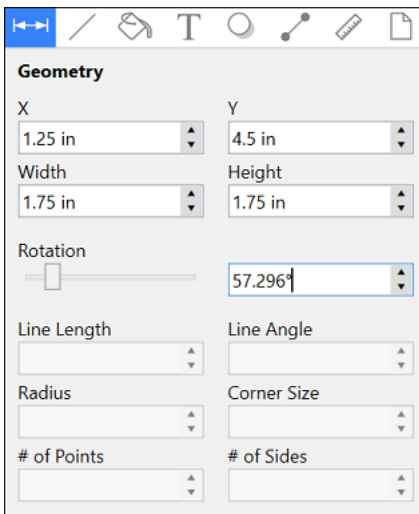 T
Geometry
X Y
1.25 in 4.5 in
Width Height
1.75 in 1.75 in
Rotation
57.296°
Line Length Line Angle
Radius Corner Size
# of Points # of Sides